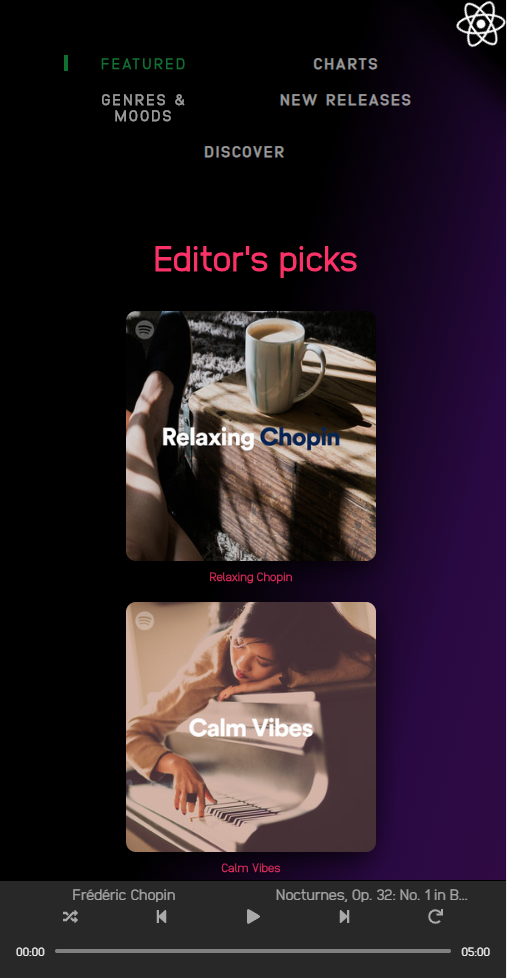 FEATURED
CHARTS
GENRES &
MOODS
NEW RELEASES
DISCOVER
Editor's picks
Relaxing Chopin
Relaxing Chopin
Calm Vibes
Calm Vibes
Frédéric Chopin
Nocturnes, Op. 32: No. 1 in B...
00:00
05:00